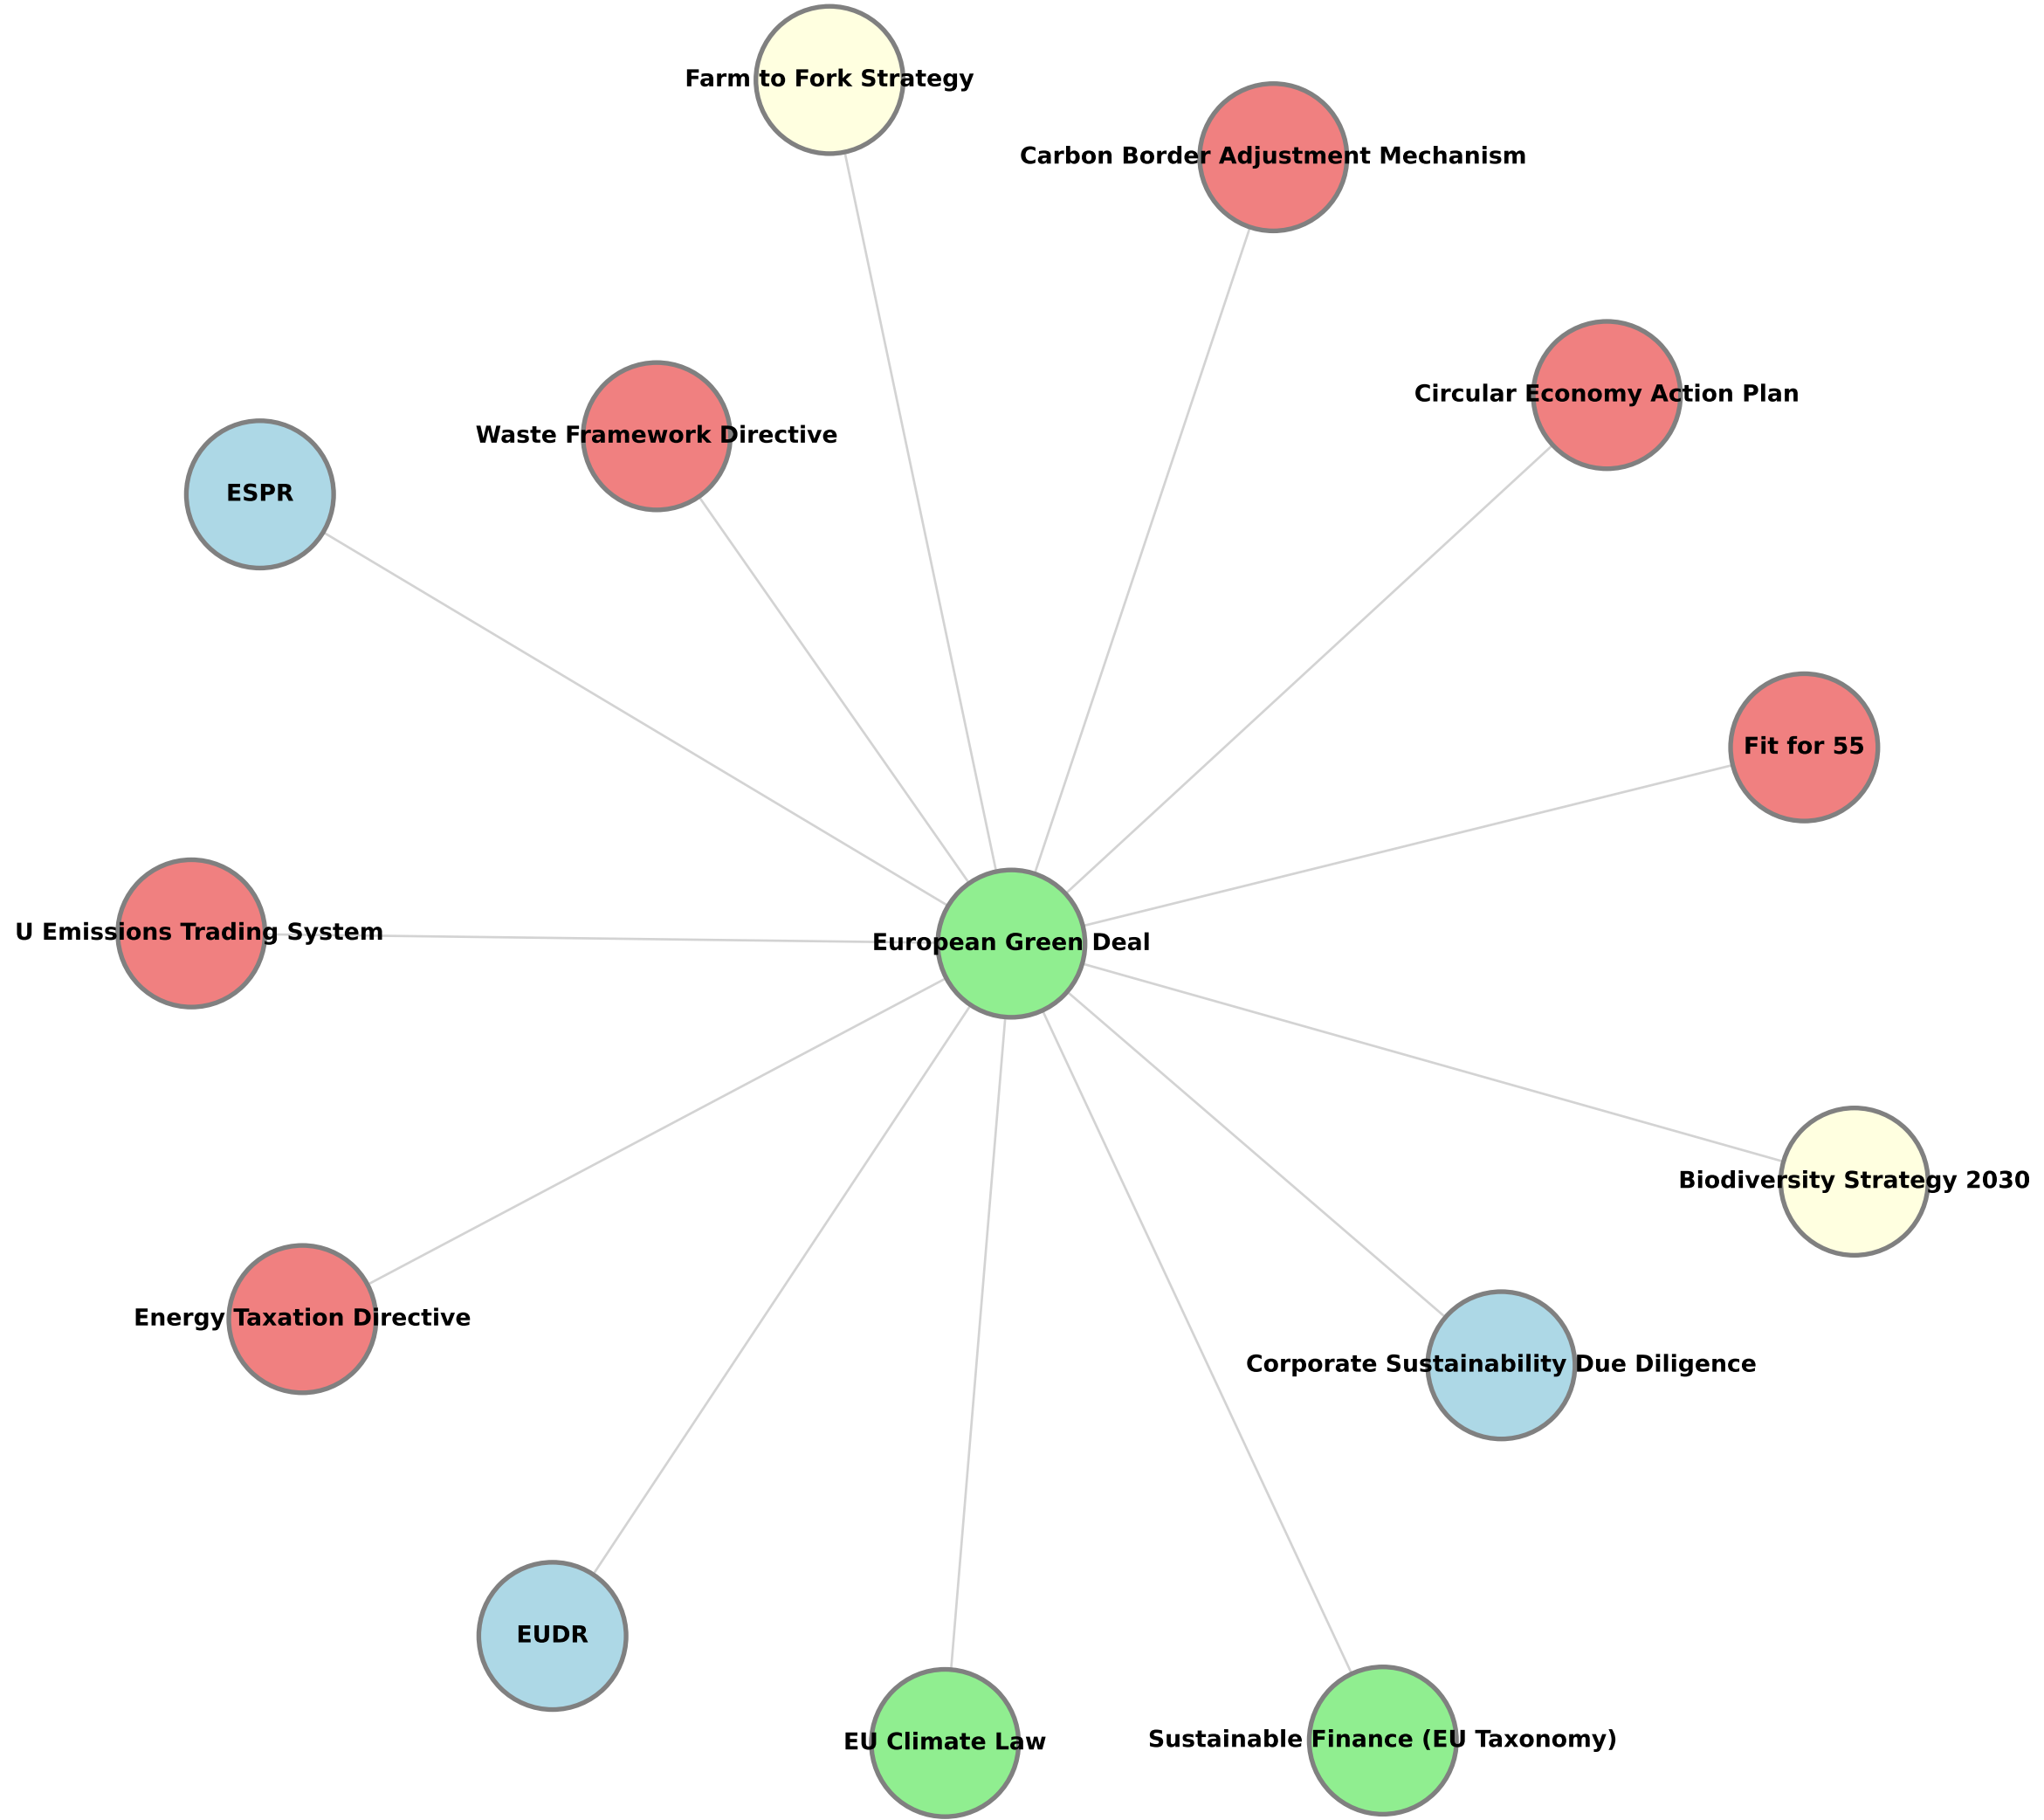 Farm to Fork Strategy
Carbon Border Adjustment Mechanism
Circular Economy Action Plan
Waste Framework Directive
ESPR
Fit for 55
U Emissions Trading System
European Green Deal
Biodiversity Strategy 2030
Energy Taxation Directive
Corporate Sustainability Due Diligence
EUDR
EU Climate Law
Sustainable Finance (EU Taxonomy)